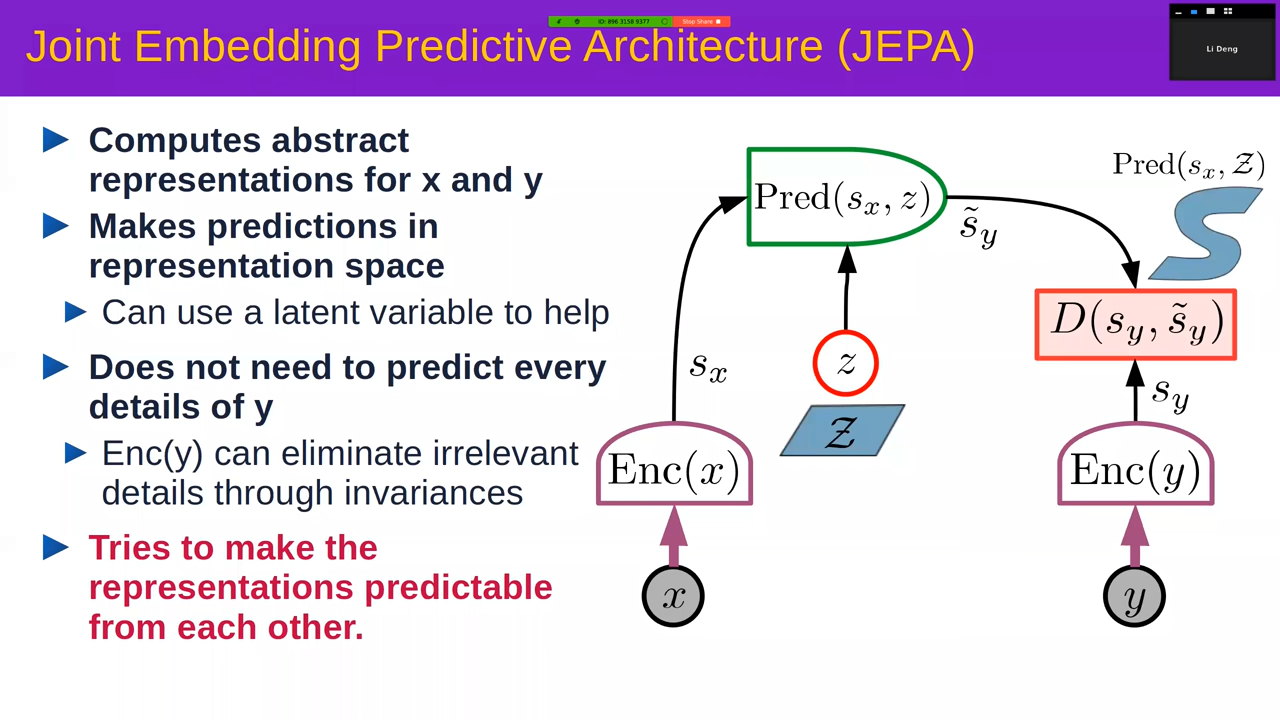 ID: 896 3158 9377
Stop Share
Joint Embedding Predictive Architecture (JEPA)
Li Deng
Computes abstract
representations for x and y
Makes predictions in
representation space
Can use a latent variable to help
Does not need to predict every
details of y
Enc(y) can eliminate irrelevant
details through invariances
Tries to make the
representations predictable
from each other.
Pred(sₓ, 𝒵)
Pred(sₓ, z)
s̃_y
S
D(s_y, s̃_y)
z
sₓ
s_y
𝒵
Enc(x)
Enc(y)
x
y